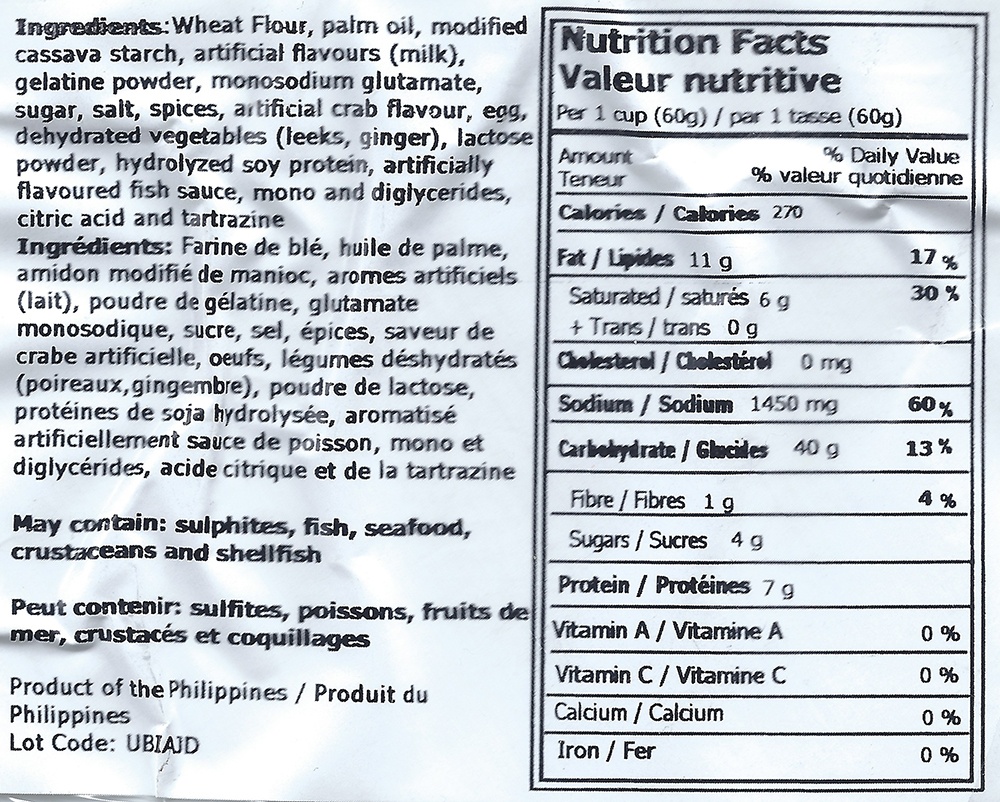 Ingredients: Wheat Flour, palm oil, modified
cassava starch, artificial flavours (milk),
gelatine powder, monosodium glutamate,
sugar, salt, spices, artificial crab flavour, egg,
dehydrated vegetables (leeks, ginger), lactose
powder, hydrolyzed soy protein, artificially
flavoured fish sauce, mono and diglycerides,
citric acid and tartrazine
Ingrédients: Farine de blé, huile de palme,
amidon modifié de manioc, aromes artificiels
(lait), poudre de gélatine, glutamate
monosodique, sucre, sel, épices, saveur de
crabe artificielle, oeufs, légumes déshydratés
(poireaux,gingembre), poudre de lactose,
protéines de soja hydrolysée, aromatisé
artificiellement sauce de poisson, mono et
diglycérides, acide citrique et de la tartrazine
May contain: sulphites, fish, seafood,
crustaceans and shellfish
Peut contenir: sulfites, poissons, fruits de
mer, crustacés et coquillages
Product of the Philippines / Produit du
Philippines
Lot Code: UBIAJD
Nutrition Facts
Valeur nutritive
Per 1 cup (60g) / par 1 tasse (60g)
Amount % Daily Value
Teneur % valeur quotidienne
Calories / Calories 270
Fat / Lipides 11 g 17 %
Saturated / saturés 6 g 30 %
+ Trans / trans 0 g
Cholesterol / Cholestérol 0 mg
Sodium / Sodium 1450 mg 60 %
Carbohydrate / Glucides 40 g 13 %
Fibre / Fibres 1 g 4 %
Sugars / Sucres 4 g
Protein / Protéines 7 g
Vitamin A / Vitamine A 0 %
Vitamin C / Vitamine C 0 %
Calcium / Calcium 0 %
Iron / Fer 0 %